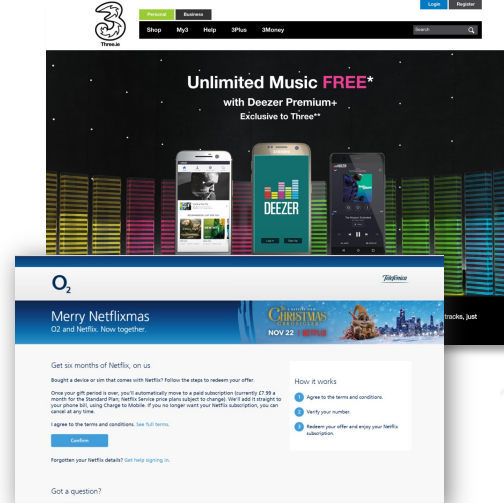 Login Register
Personal Business
Three.ie
Shop My3 Help 3Plus 3Money
Search
Unlimited Music FREE*
with Deezer Premium+
Exclusive to Three**
DEEZER
tracks, just
O2
Telefónica
Merry Netflixmas
O2 and Netflix. Now together.
CHRISTMAS
CHRONICLES
NOV 22 | NETFLIX
Get six months of Netflix, on us
Bought a device or sim that comes with Netflix? Follow the steps to redeem your offer.
Once your gift period is over, you'll automatically move to a paid subscription (currently £7.99 a
month for the Standard Plan; Netflix Service price plans subject to change). We'll add it straight to
your phone bill, using Charge to Mobile. If you no longer want your Netflix subscription, you can
cancel at any time.
I agree to the terms and conditions. See full terms.
Confirm
Forgotten your Netflix details? Get help signing in.
Got a question?
How it works
1 Agree to the terms and conditions.
2 Verify your number.
3 Redeem your offer and enjoy your Netflix
subscription.